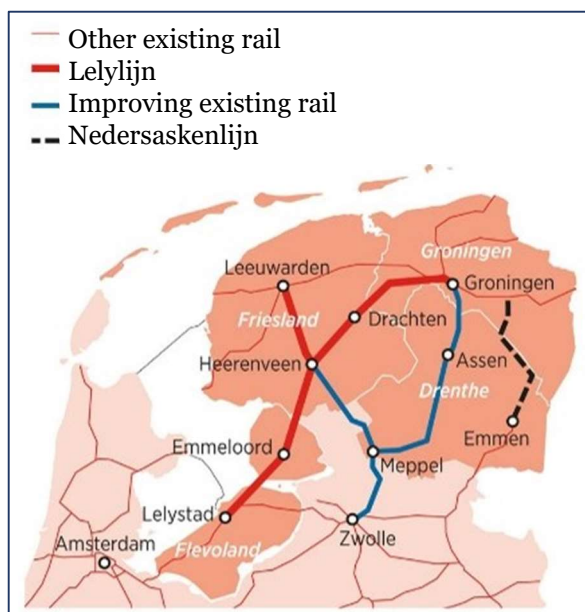 Other existing rail
Lelylijn
Improving existing rail
Nedersaskenlijn
Groningen
Leeuwarden
Groningen
Friesland
Drachten
Heerenveen
Assen
Drenthe
Emmeloord
Meppel
Emmen
Lelystad
Flevoland
Zwolle
Amsterdam